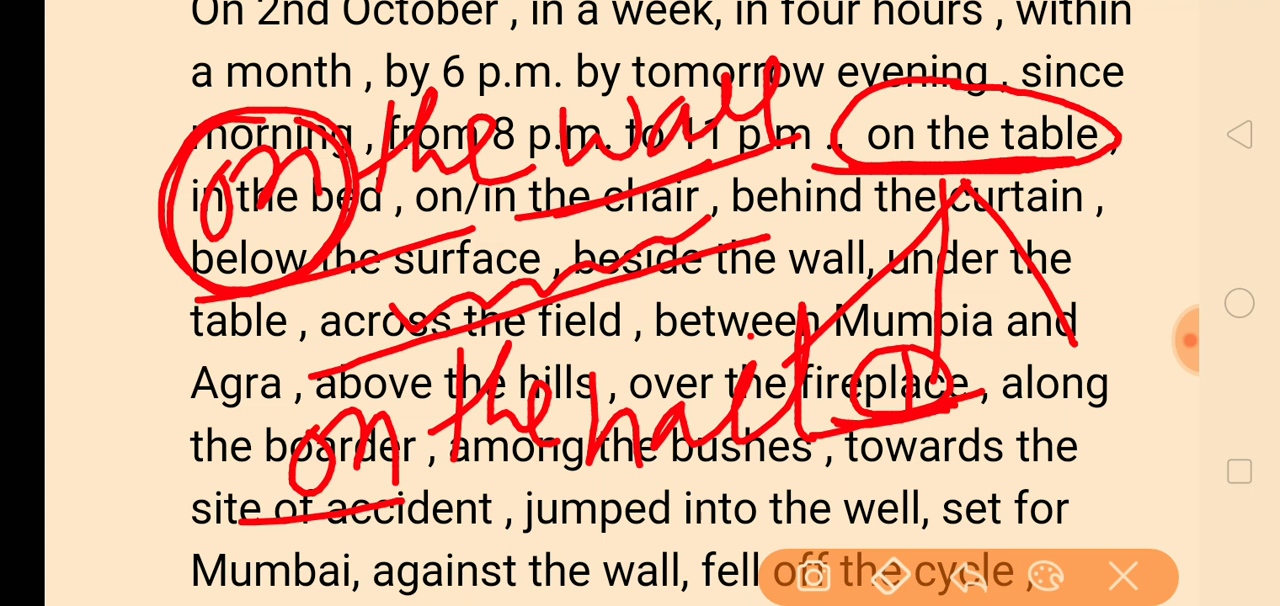 On 2nd October , in a week, in four hours , within
a month , by 6 p.m. by tomorrow evening , since
morning , from 8 p.m. to 11 p.m .. on the table ,
in the bed , on/in the chair , behind the curtain ,
below the surface , beside the wall, under the
table , across the field , between Mumbia and
Agra , above the hills , over the fireplace , along
the boarder , among the bushes , towards the
site of accident , jumped into the well, set for
Mumbai, against the wall, fell off the cycle ,
on the wall
on the